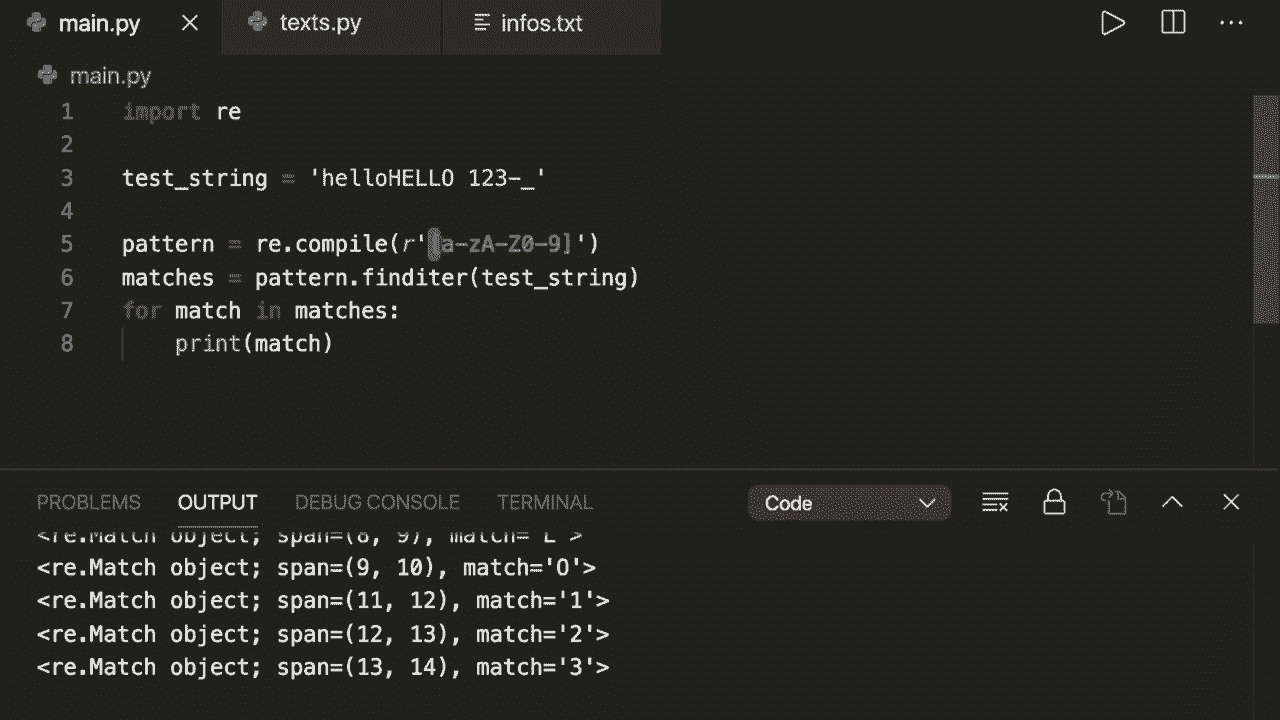 main.py texts.py infos.txt
main.py
1 import re
2
3 test_string = 'helloHELLO 123-_'
4
5 pattern = re.compile(r'[a-zA-Z0-9]')
6 matches = pattern.finditer(test_string)
7 for match in matches:
8 print(match)
PROBLEMS OUTPUT DEBUG CONSOLE TERMINAL Code
<re.Match object; span=(8, 9), match='L'>
<re.Match object; span=(9, 10), match='O'>
<re.Match object; span=(11, 12), match='1'>
<re.Match object; span=(12, 13), match='2'>
<re.Match object; span=(13, 14), match='3'>